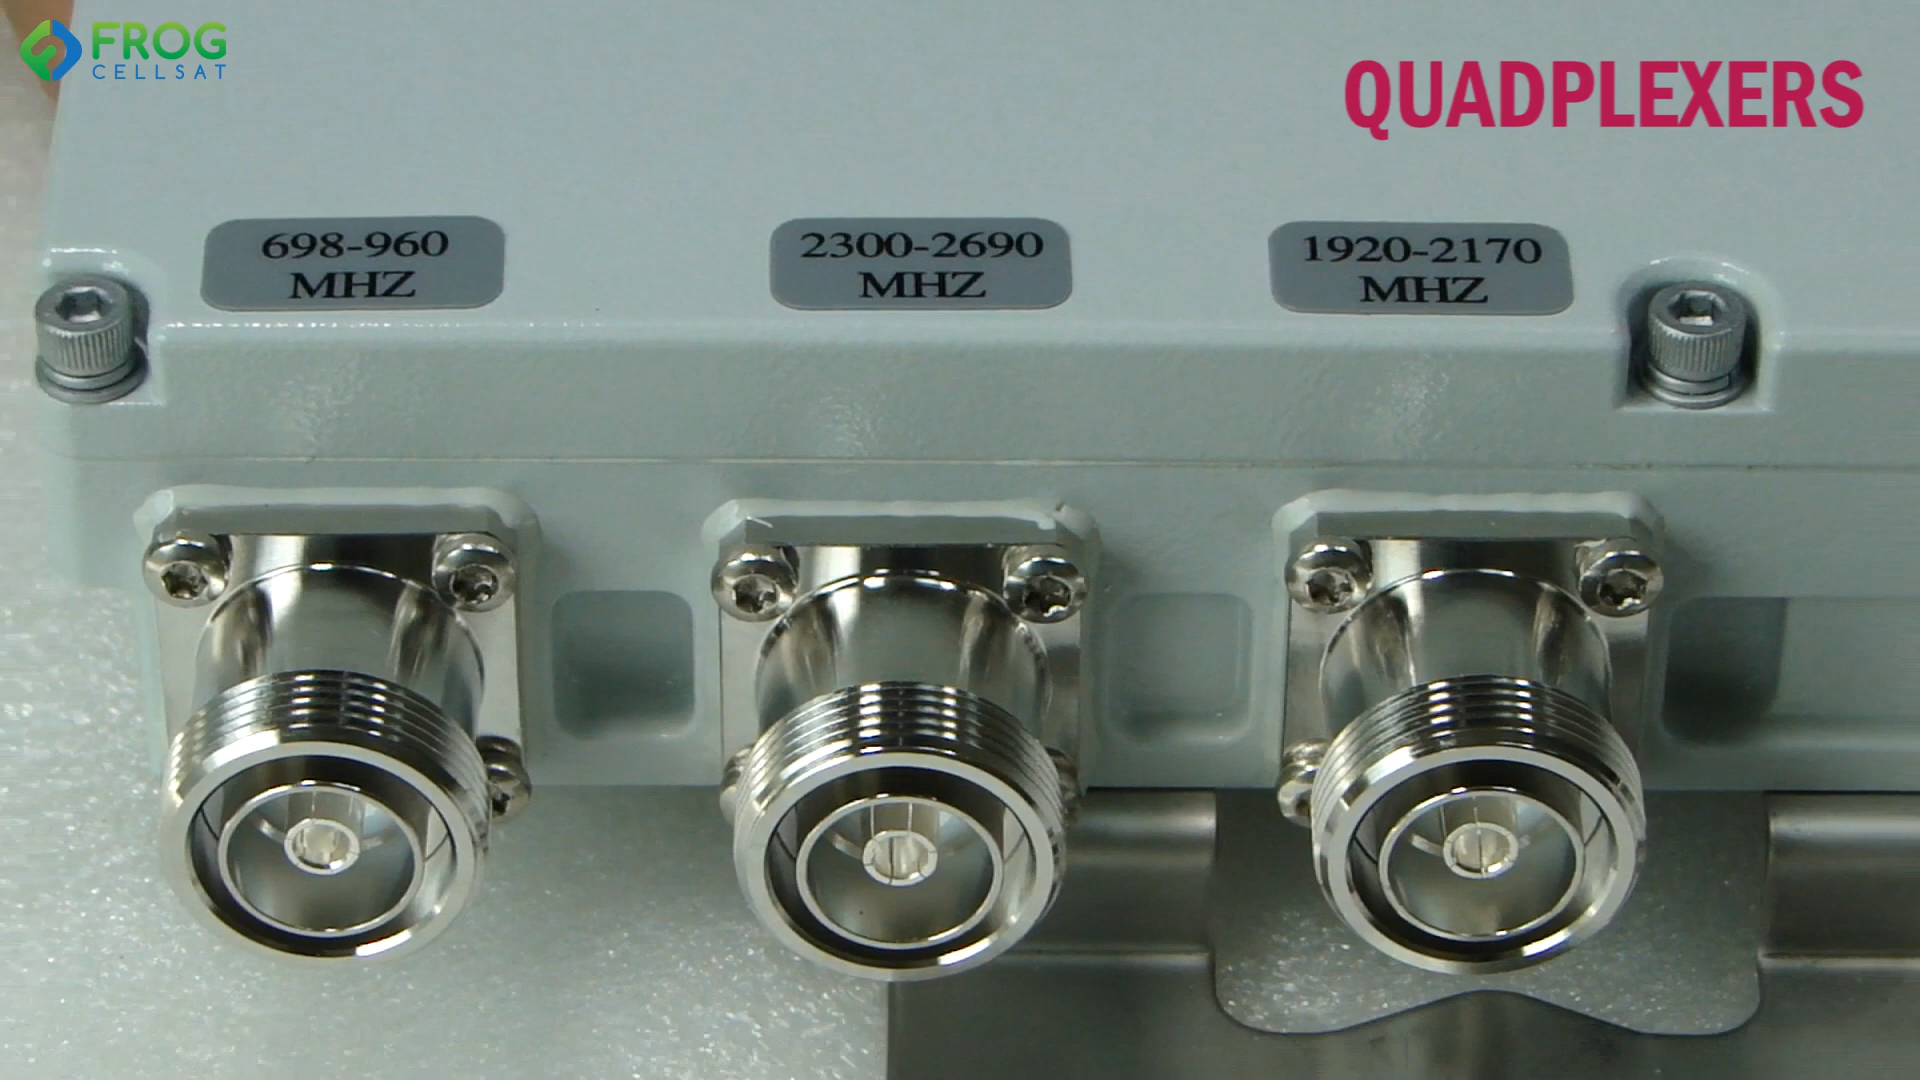 FROG
CELLSAT
QUADPLEXERS
698-960
MHZ
2300-2690
MHZ
1920-2170
MHZ